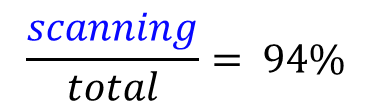 scanning
total
= 94%